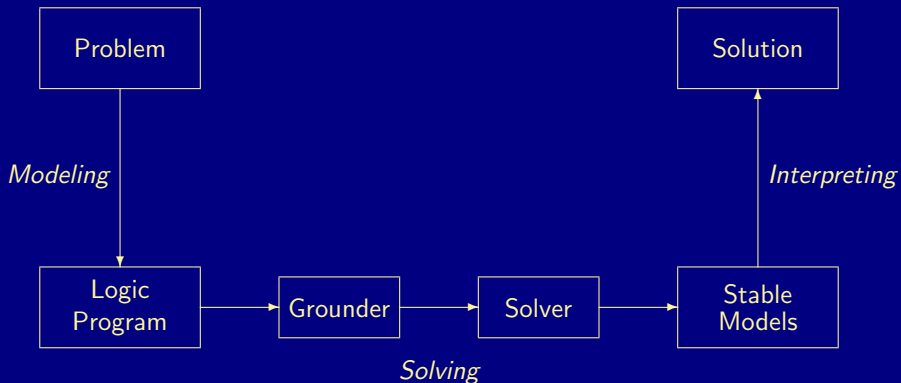 Problem
Solution
Modeling
Interpreting
Logic
Program
Grounder
Solver
Stable
Models
Solving